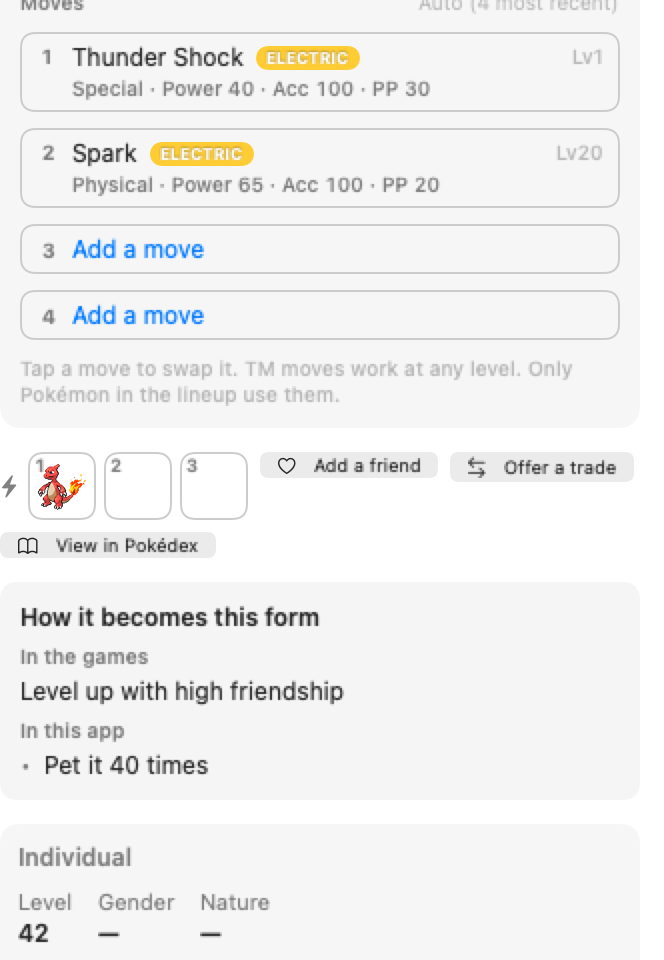 Moves Auto (4 most recent)
1 Thunder Shock ELECTRIC Lv1
Special · Power 40 · Acc 100 · PP 30
2 Spark ELECTRIC Lv20
Physical · Power 65 · Acc 100 · PP 20
3 Add a move
4 Add a move
Tap a move to swap it. TM moves work at any level. Only
Pokémon in the lineup use them.
1 2 3 Add a friend Offer a trade
View in Pokédex
How it becomes this form
In the games
Level up with high friendship
In this app
• Pet it 40 times
Individual
Level Gender Nature
42 — —